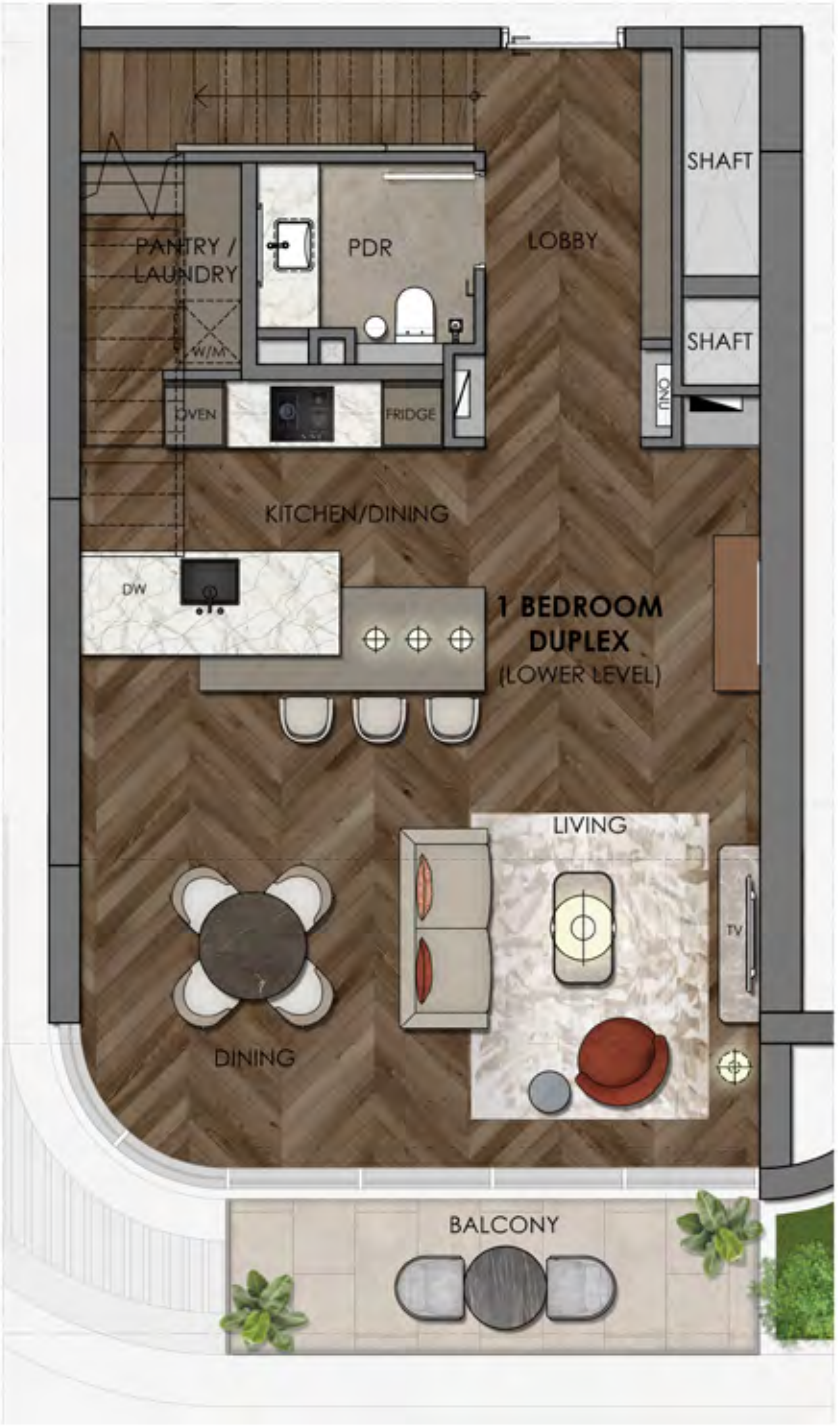 SHAFT
PANTRY /
LAUNDRY
PDR
LOBBY
W/M
SHAFT
ONU
OVEN
FRIDGE
KITCHEN/DINING
DW
1 BEDROOM
DUPLEX
(LOWER LEVEL)
LIVING
TV
DINING
BALCONY